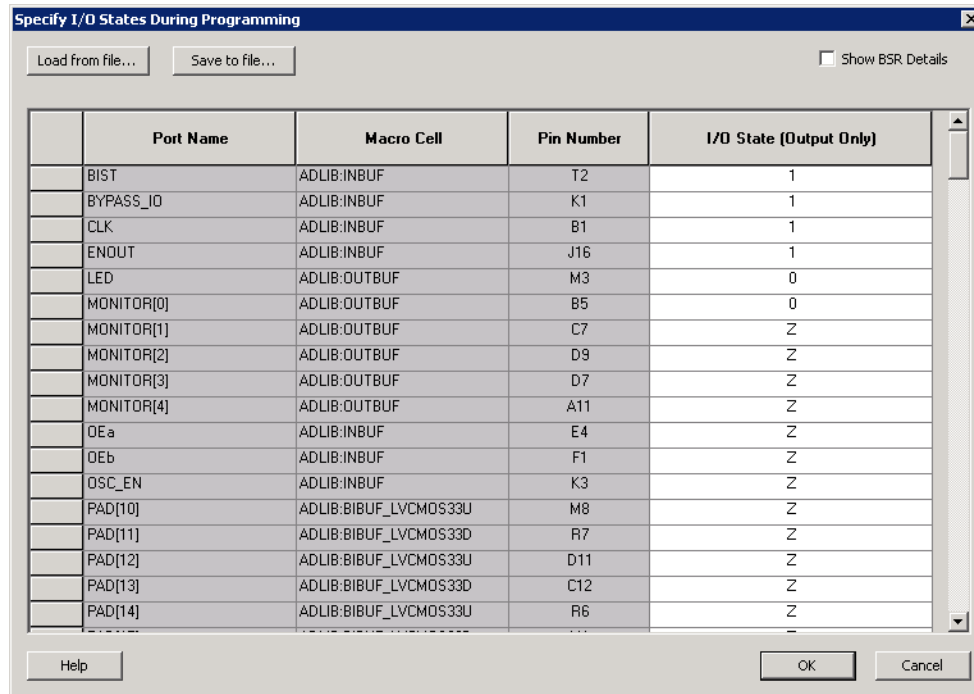 Specify I/O States During Programming
Load from file... Save to file... Show BSR Details
Port Name Macro Cell Pin Number I/O State (Output Only)
BIST ADLIB:INBUF T2 1
BYPASS_IO ADLIB:INBUF K1 1
CLK ADLIB:INBUF B1 1
ENOUT ADLIB:INBUF J16 1
LED ADLIB:OUTBUF M3 0
MONITOR[0] ADLIB:OUTBUF B5 0
MONITOR[1] ADLIB:OUTBUF C7 Z
MONITOR[2] ADLIB:OUTBUF D9 Z
MONITOR[3] ADLIB:OUTBUF D7 Z
MONITOR[4] ADLIB:OUTBUF A11 Z
OEa ADLIB:INBUF E4 Z
OEb ADLIB:INBUF F1 Z
OSC_EN ADLIB:INBUF K3 Z
PAD[10] ADLIB:BIBUF_LVCMOS33U M8 Z
PAD[11] ADLIB:BIBUF_LVCMOS33D R7 Z
PAD[12] ADLIB:BIBUF_LVCMOS33U D11 Z
PAD[13] ADLIB:BIBUF_LVCMOS33D C12 Z
PAD[14] ADLIB:BIBUF_LVCMOS33U R6 Z
Help OK Cancel